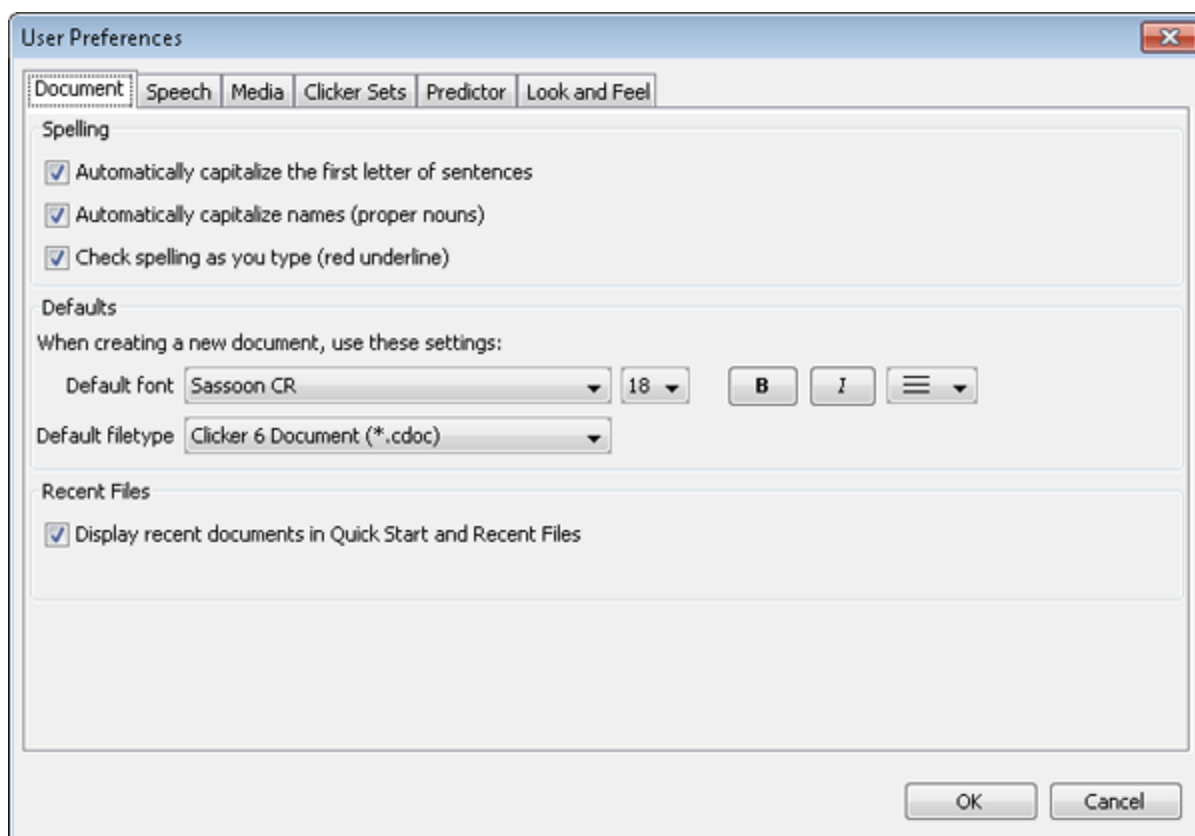 User Preferences
Document Speech Media Clicker Sets Predictor Look and Feel
Spelling
Automatically capitalize the first letter of sentences
Automatically capitalize names (proper nouns)
Check spelling as you type (red underline)
Defaults
When creating a new document, use these settings:
Default font Sassoon CR 18 B I
Default filetype Clicker 6 Document (*.cdoc)
Recent Files
Display recent documents in Quick Start and Recent Files
OK Cancel